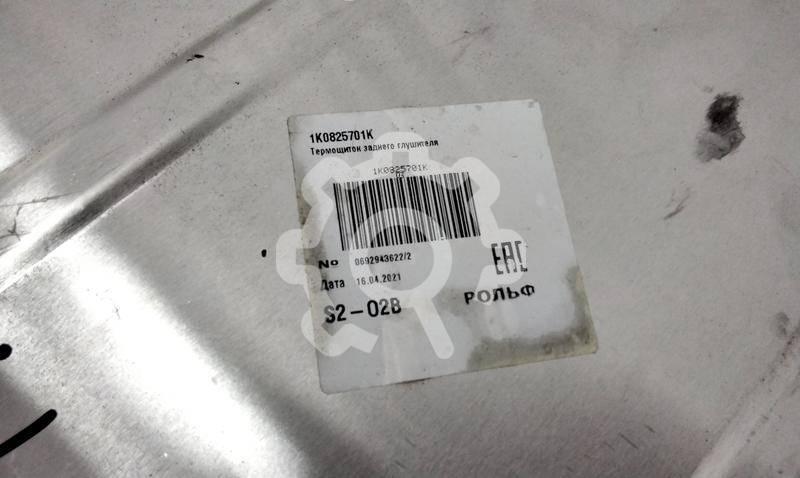 1K0825701K
Термощиток заднего глушителя
1K0825701K
No 0692943622/2
Дата 16.04.2021
EAC
S2-02B РОЛЬФ